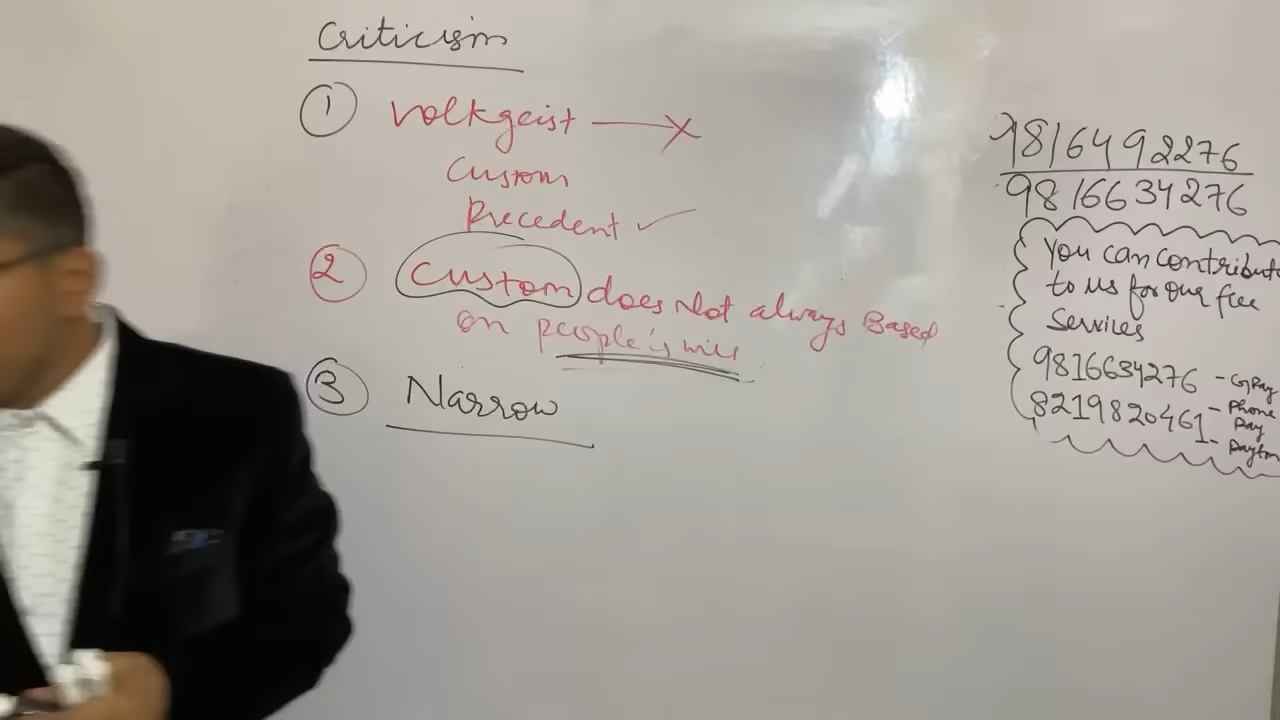 Criticism
① Volkgeist —x
Custom
Precedent ✓
② Custom does Not always Based
on people's will
③ Narrow
9816492276
9816634276
You can contribute
to us for our free
Services
9816634276 - G Pay
8219820461 - Phone
Pay
- Paytm